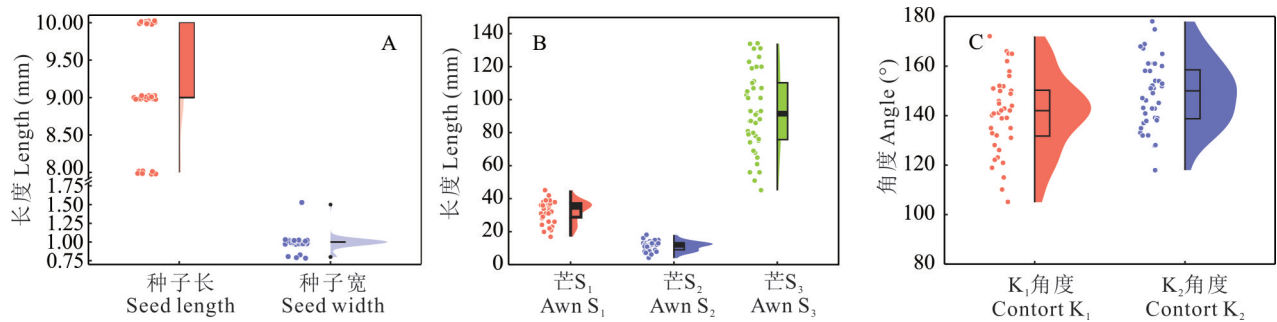 A
长度 Length (mm)
10.00
9.50
9.00
8.50
8.00
1.75
1.50
1.00
0.75
种子长
Seed length
种子宽
Seed width
B
长度 Length (mm)
140
120
100
80
60
40
20
0
芒S₁
Awn S₁
芒S₂
Awn S₂
芒S₃
Awn S₃
C
角度 Angle (°)
180
160
140
120
100
80
K₁角度
Contort K₁
K₂角度
Contort K₂